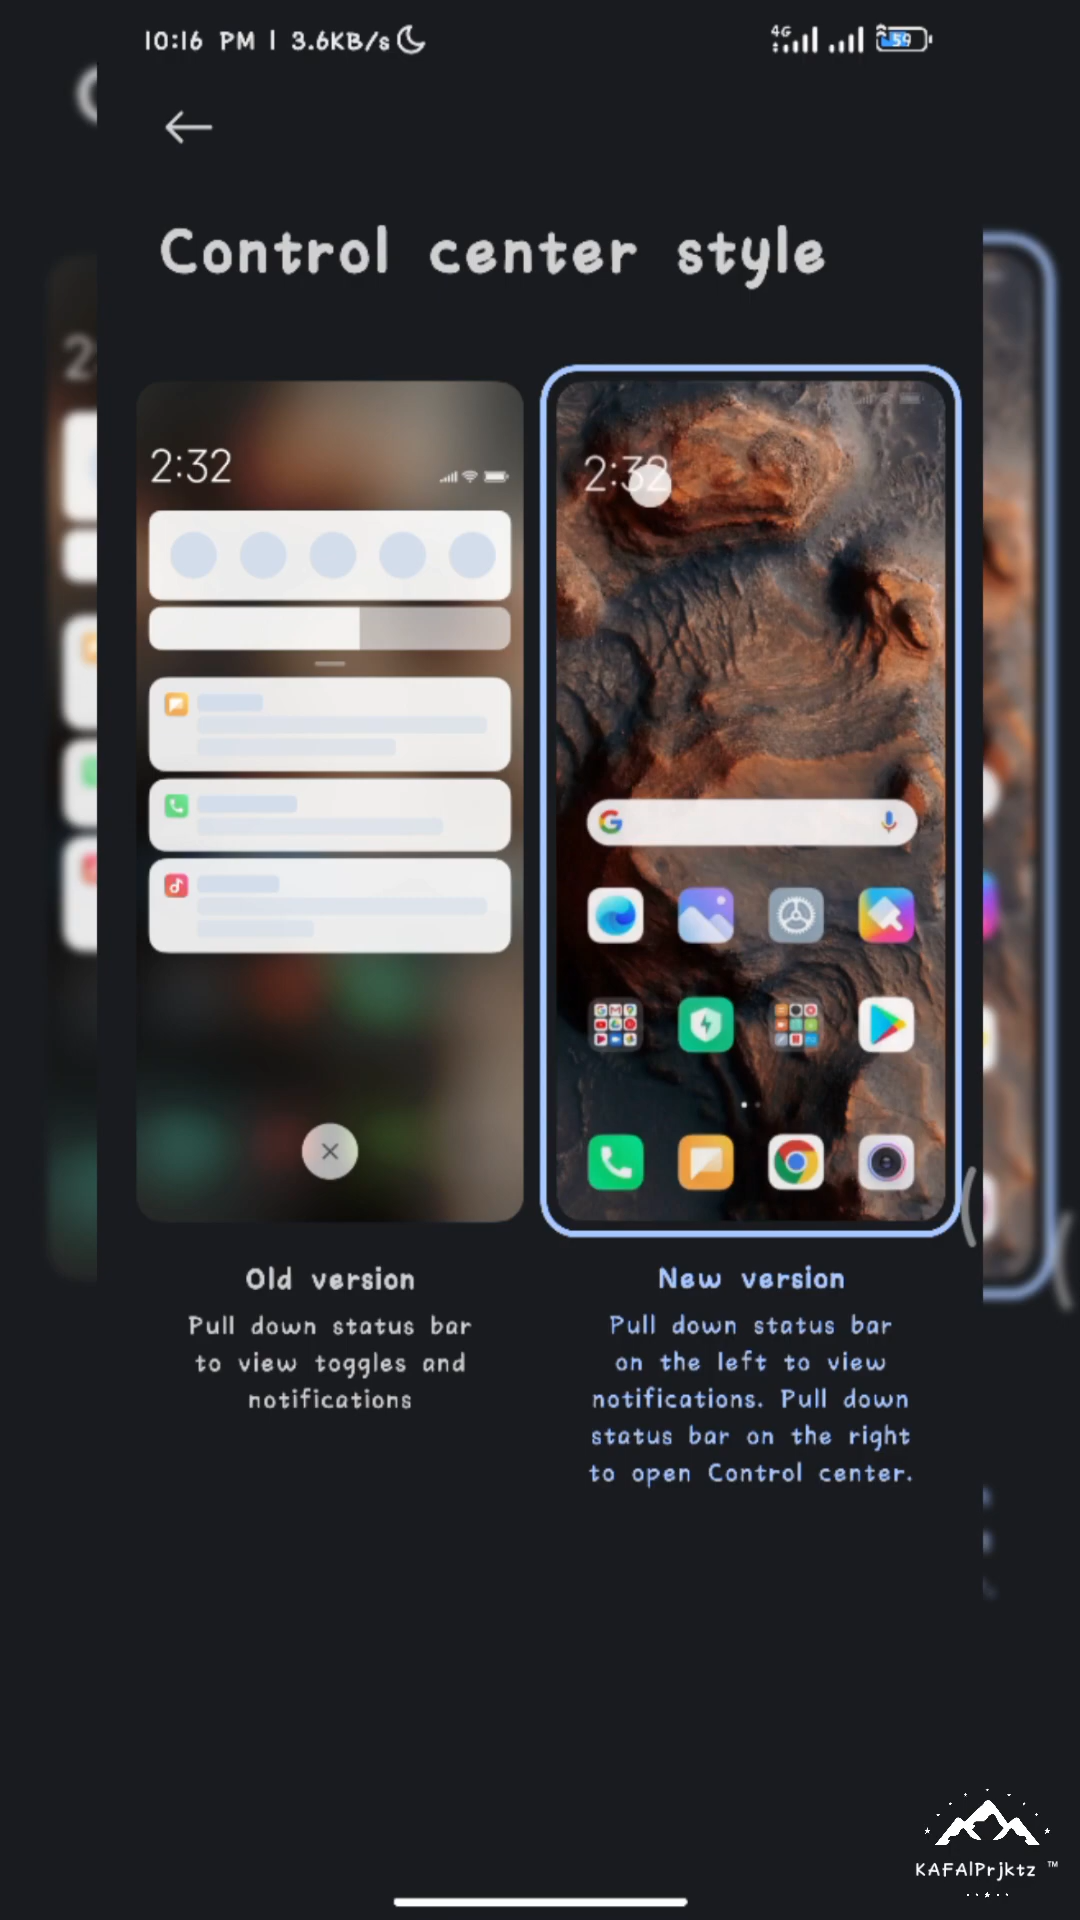 10:16 PM | 3.6KB/s
4G
59
Control center style
2:32
2:32
Old version
Pull down status bar
to view toggles and
notifications
New version
Pull down status bar
on the left to view
notifications. Pull down
status bar on the right
to open Control center.
KAFAlPrjktz ™